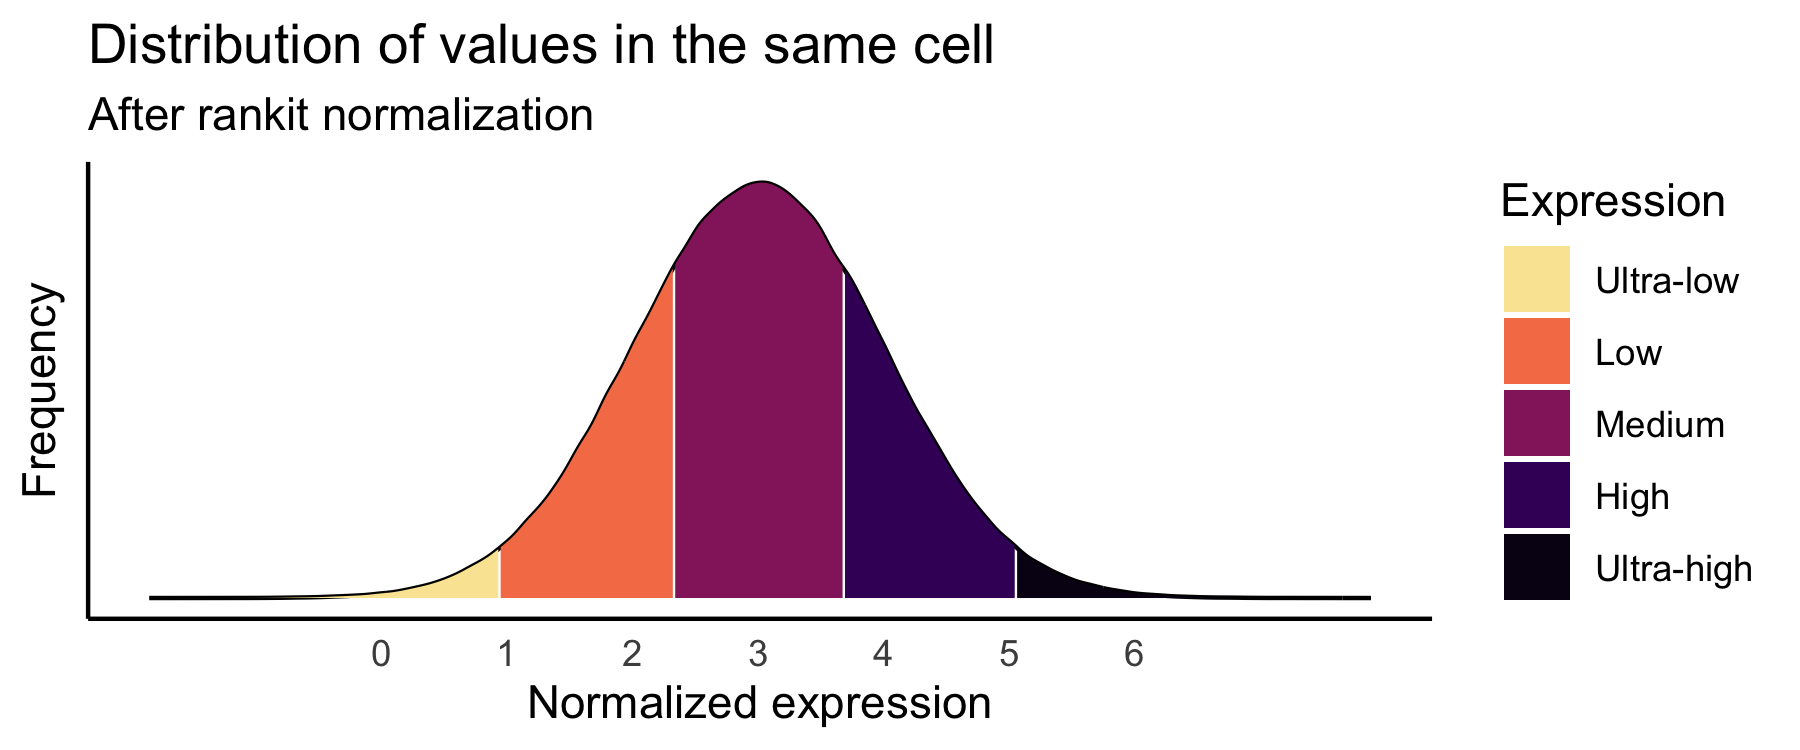 Distribution of values in the same cell
After rankit normalization
Frequency
0 1 2 3 4 5 6
Normalized expression
Expression
Ultra-low
Low
Medium
High
Ultra-high